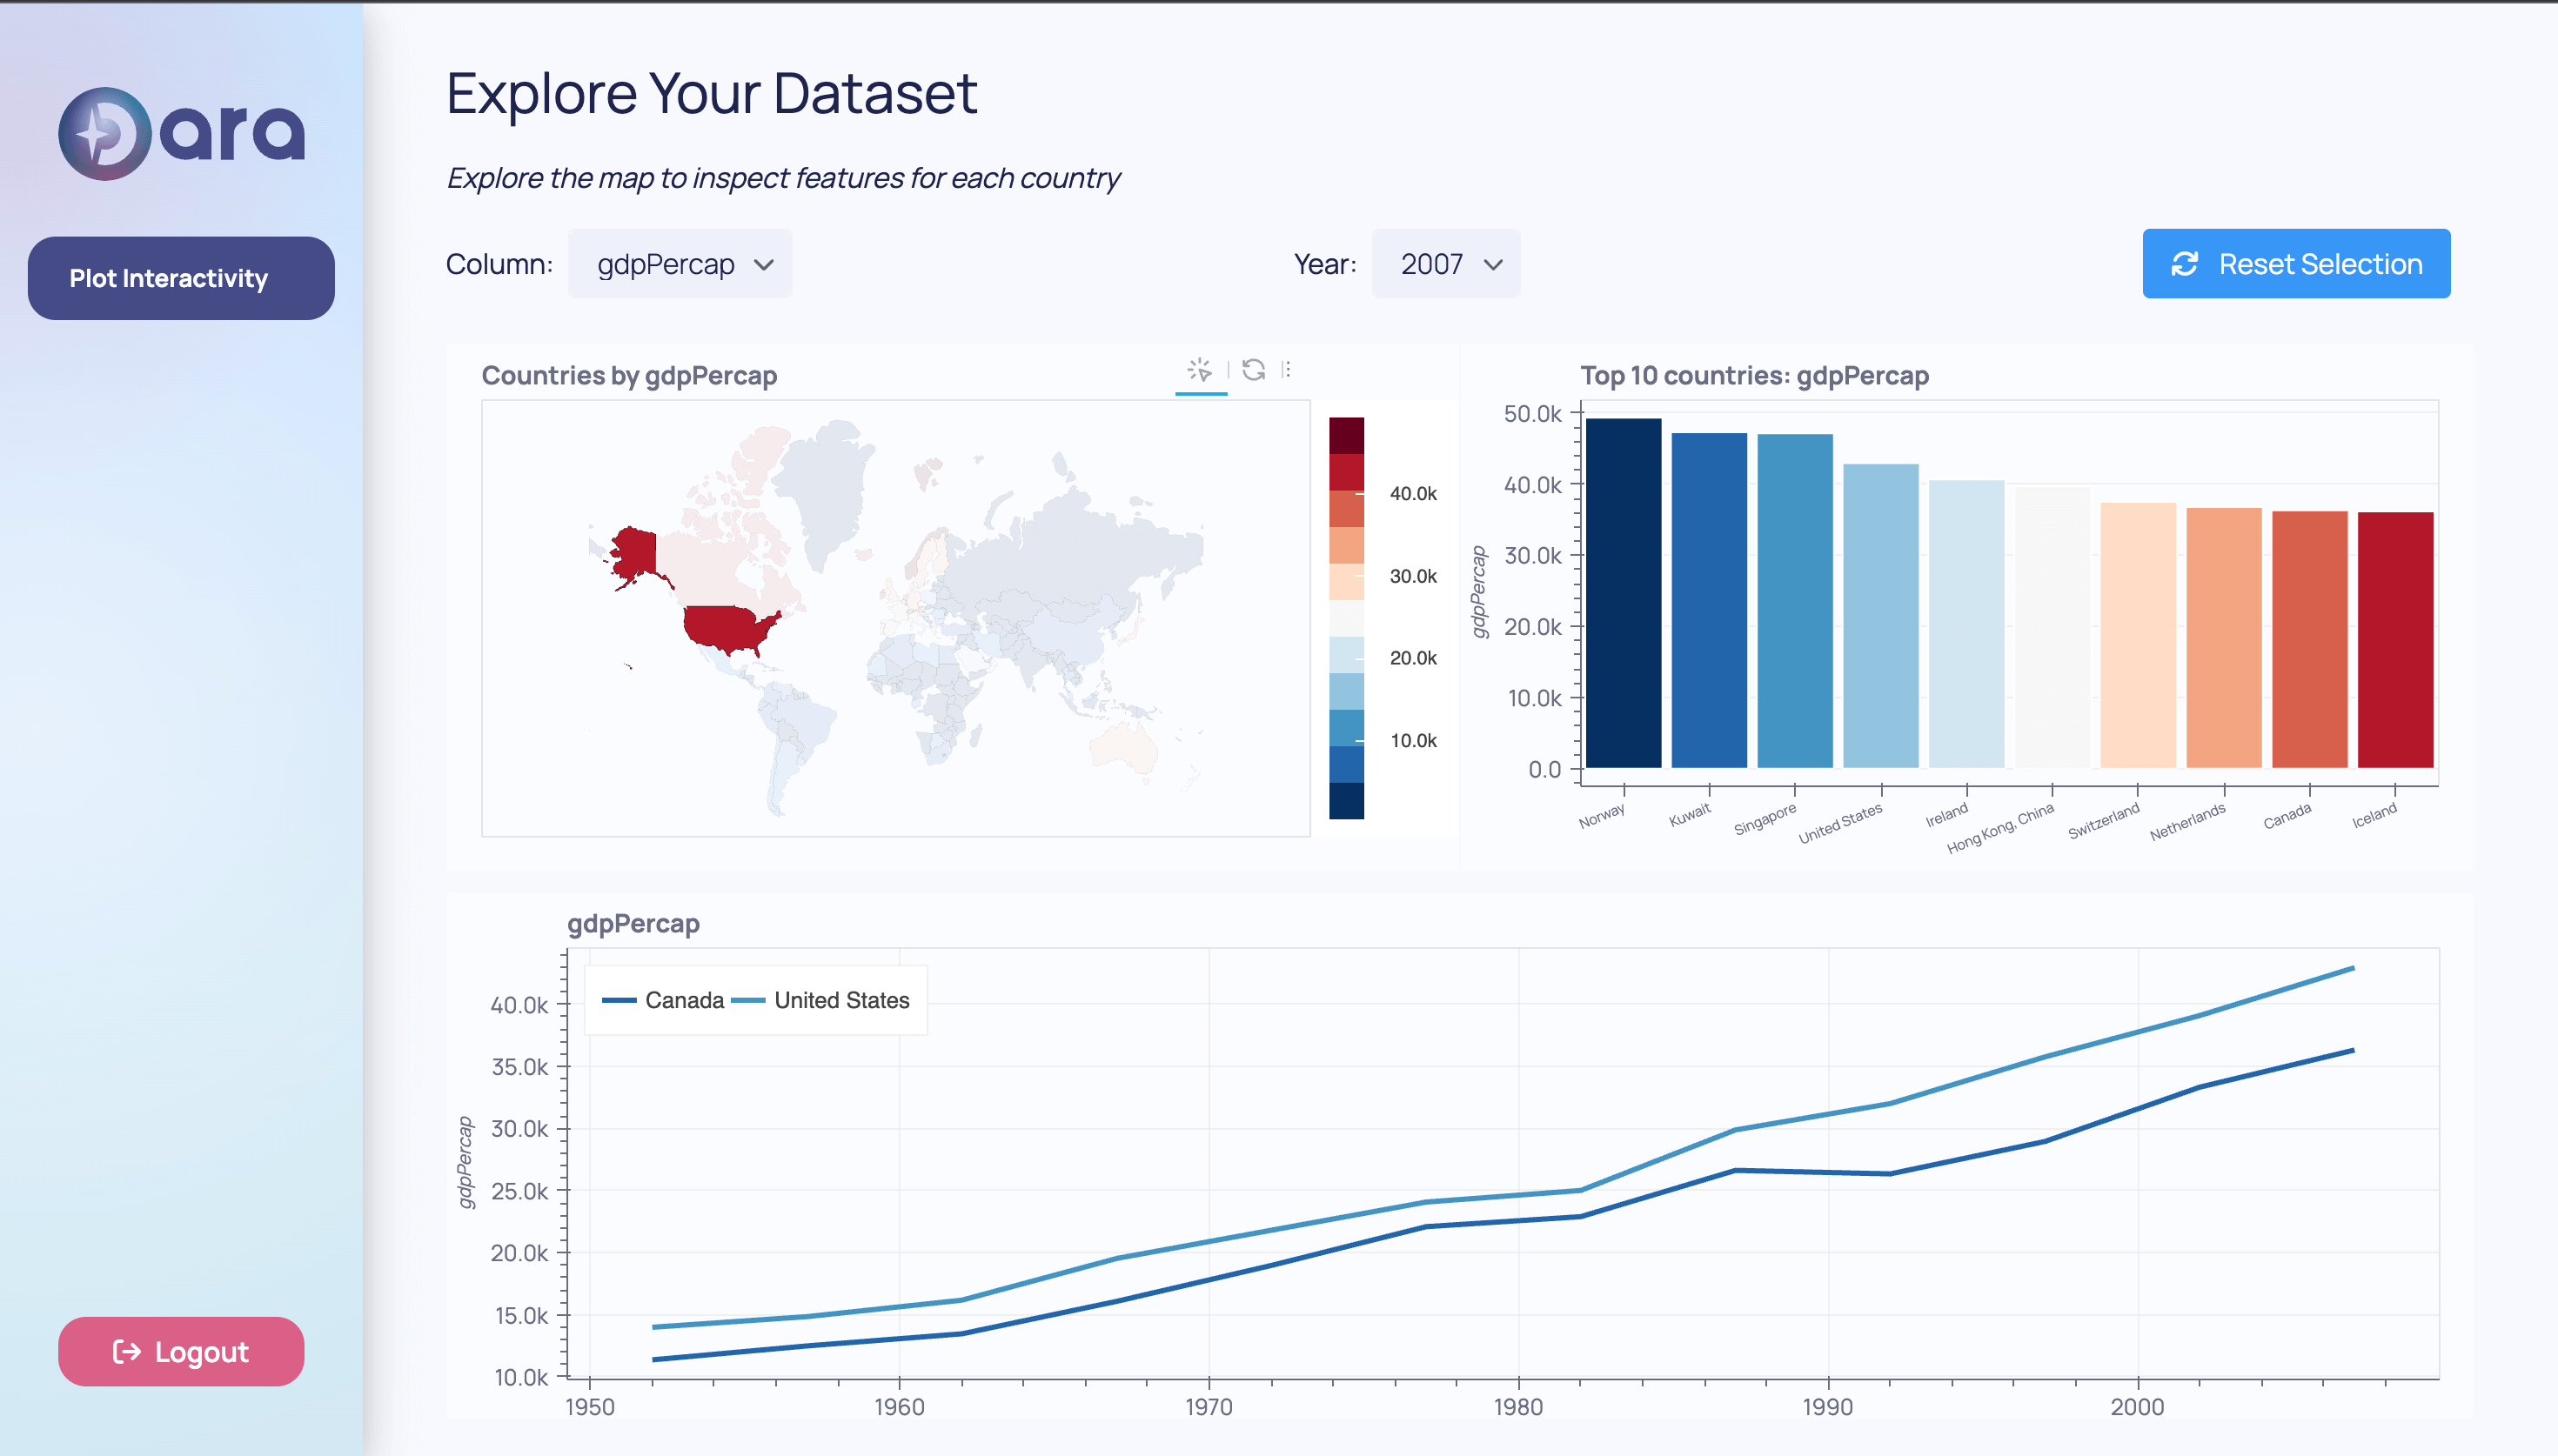 Dara
Plot Interactivity
Logout
Explore Your Dataset
Explore the map to inspect features for each country
Column: gdpPercap
Year: 2007
Reset Selection
Countries by gdpPercap
40.0k
30.0k
20.0k
10.0k
Top 10 countries: gdpPercap
gdpPercap
50.0k
40.0k
30.0k
20.0k
10.0k
0.0
Norway
Kuwait
Singapore
United States
Ireland
Hong Kong, China
Switzerland
Netherlands
Canada
Iceland
gdpPercap
Canada United States
gdpPercap
40.0k
35.0k
30.0k
25.0k
20.0k
15.0k
10.0k
1950 1960 1970 1980 1990 2000